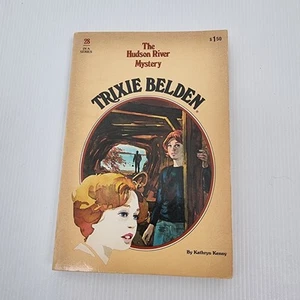 The
Hudson River
Mystery
$1.50
TRIXIE BELDEN
By Kathryn Kenny